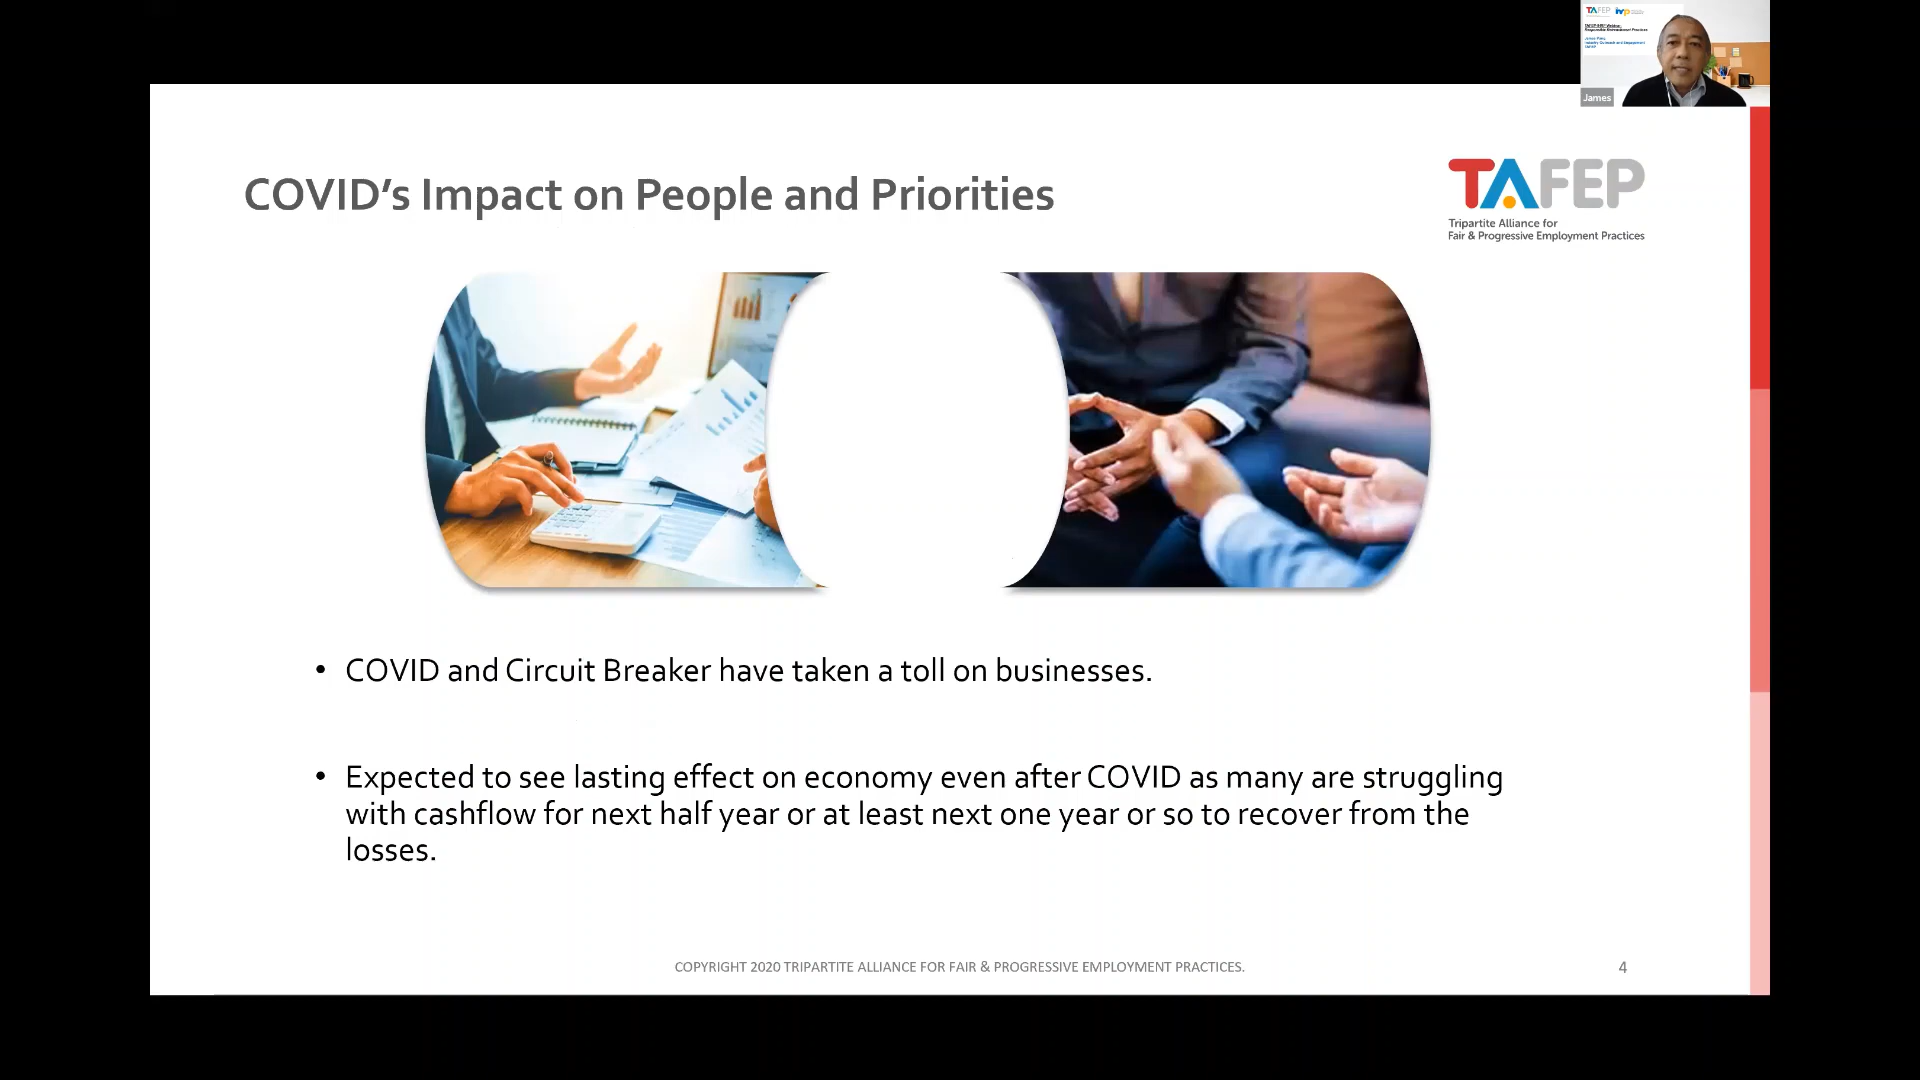 TAFEP
James
COVID's Impact on People and Priorities
TAFEP
Tripartite Alliance for
Fair & Progressive Employment Practices
• COVID and Circuit Breaker have taken a toll on businesses.
• Expected to see lasting effect on economy even after COVID as many are struggling
with cashflow for next half year or at least next one year or so to recover from the
losses.
COPYRIGHT 2020 TRIPARTITE ALLIANCE FOR FAIR & PROGRESSIVE EMPLOYMENT PRACTICES.
4